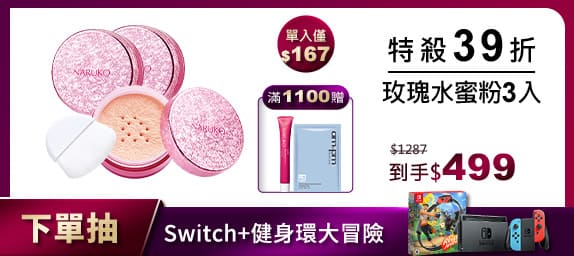 單入僅
$167
特殺39折
玫瑰水蜜粉3入
滿1100贈
$1287
到手$499
NARUKO
NARUKO
下單抽
Switch+健身環大冒險